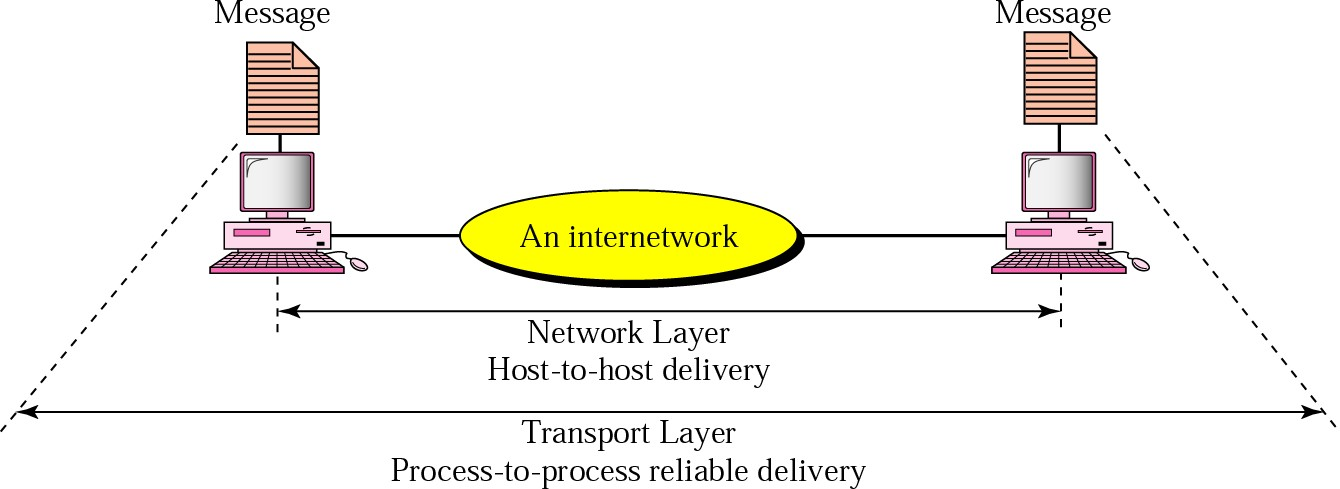 Message
Message
An internetwork
Network Layer
Host-to-host delivery
Transport Layer
Process-to-process reliable delivery